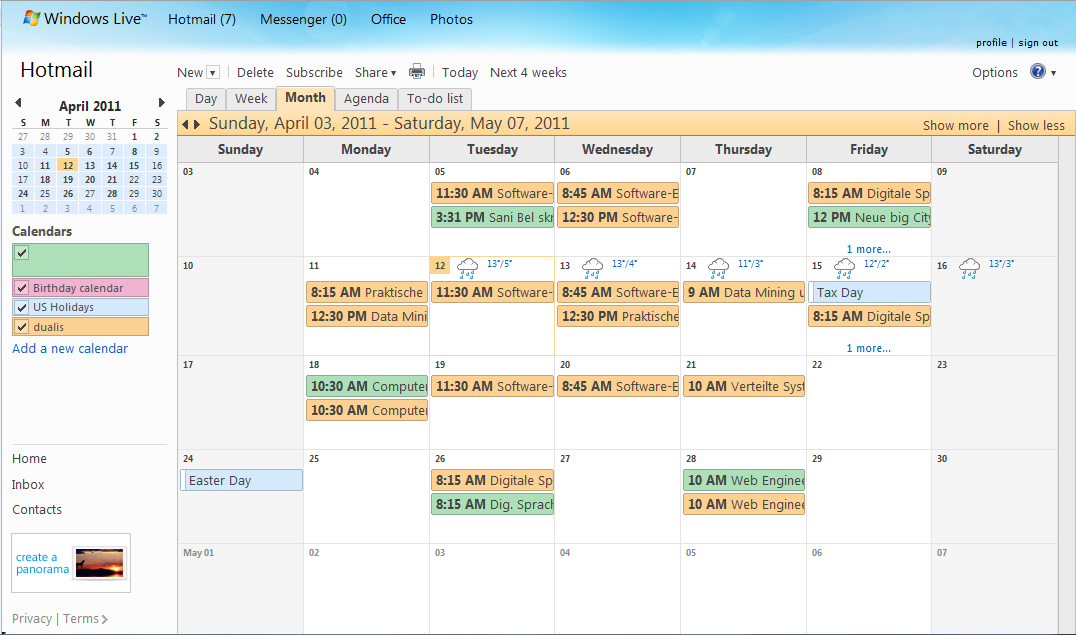 Windows Live™ Hotmail (7) Messenger (0) Office Photos
profile | sign out
Hotmail
New Delete Subscribe Share Today Next 4 weeks Options ?
Day Week Month Agenda To-do list
April 2011
S M T W T F S
27 28 29 30 31 1 2
3 4 5 6 7 8 9
10 11 12 13 14 15 16
17 18 19 20 21 22 23
24 25 26 27 28 29 30
1 2 3 4 5 6 7
Calendars
Birthday calendar
US Holidays
dualis
Add a new calendar
Home
Inbox
Contacts
create a
panorama
Privacy | Terms
Sunday, April 03, 2011 - Saturday, May 07, 2011 Show more | Show less
Sunday Monday Tuesday Wednesday Thursday Friday Saturday
03 04 05 06 07 08 09
11:30 AM Software- 8:45 AM Software-E 8:15 AM Digitale Sp
3:31 PM Sani Bel skr 12:30 PM Software- 12 PM Neue big City
1 more...
10 11 12 13°/5° 13 13°/4° 14 11°/3° 15 12°/2° 16 13°/3°
8:15 AM Praktische 11:30 AM Software- 8:45 AM Software-E 9 AM Data Mining u Tax Day
12:30 PM Data Mini 12:30 PM Praktische 8:15 AM Digitale Sp
1 more...
17 18 19 20 21 22 23
10:30 AM Computer 11:30 AM Software- 8:45 AM Software-E 10 AM Verteilte Syst
10:30 AM Computer
24 25 26 27 28 29 30
Easter Day 8:15 AM Digitale Sp 10 AM Web Enginee
8:15 AM Dig. Sprach 10 AM Web Enginee
May 01 02 03 04 05 06 07